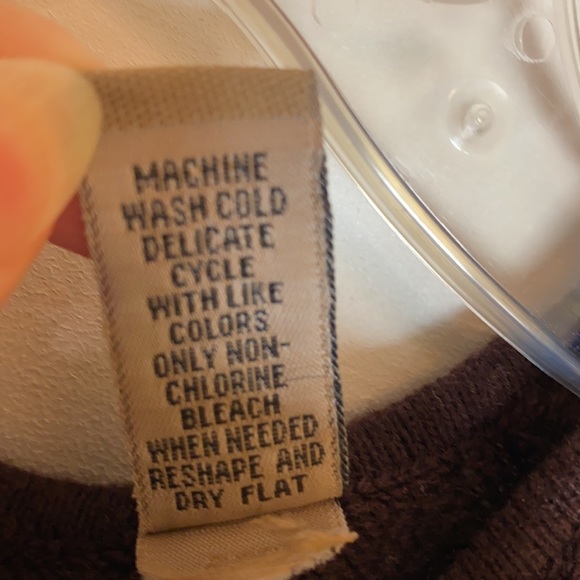 MACHINE
WASH COLD
DELICATE
CYCLE
WITH LIKE
COLORS
ONLY NON-
CHLORINE
BLEACH
WHEN NEEDED
RESHAPE AND
DRY FLAT